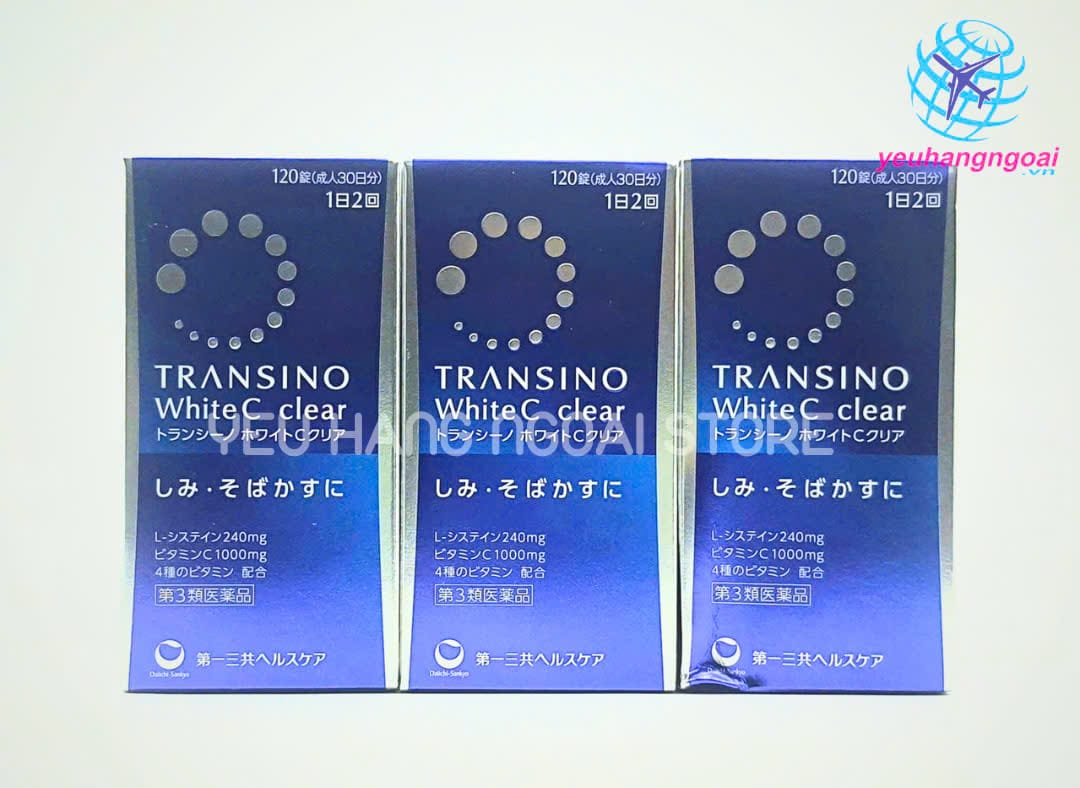 yeuhangngoai
.vn
120錠(成人30日分)
1日2回
TRANSINO
White C clear
トランシーノ ホワイトCクリア
しみ・そばかすに
L-システイン240mg
ビタミンC1000mg
4種のビタミン 配合
第3類医薬品
Daiichi-Sankyo
第一三共ヘルスケア
120錠(成人30日分)
1日2回
TRANSINO
White C clear
トランシーノ ホワイトCクリア
しみ・そばかすに
L-システイン240mg
ビタミンC1000mg
4種のビタミン 配合
第3類医薬品
Daiichi-Sankyo
第一三共ヘルスケア
120錠(成人30日分)
1日2回
TRANSINO
White C clear
トランシーノ ホワイトCクリア
しみ・そばかすに
L-システイン240mg
ビタミンC1000mg
4種のビタミン 配合
第3類医薬品
第一三共ヘルスケア
YEU HANG NGOAI STORE